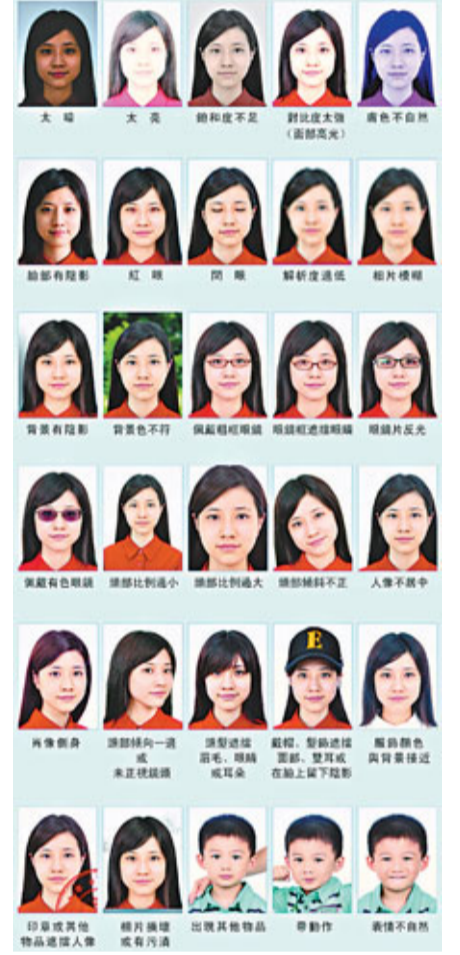 太 暗
太 亮
飽和度不足
對比度太強
（面部高光）
膚色不自然
臉部有陰影
紅 眼
閉 眼
解析度過低
相片模糊
背景有陰影
背景色不符
佩戴粗框眼鏡
眼鏡框遮擋眼睛
眼鏡片反光
佩戴有色眼鏡
頭部比例過小
頭部比例過大
頭部傾斜不正
人像不居中
E
肖像側身
頭部傾向一邊
或
未正視鏡頭
頭髮遮擋
眉毛、眼睛
或耳朵
戴帽、髮飾遮擋
面部、雙耳或
在臉上留下陰影
服飾顏色
與背景接近
印章或其他
物品遮擋人像
相片損壞
或有污漬
出現其他物品
帶動作
表情不自然